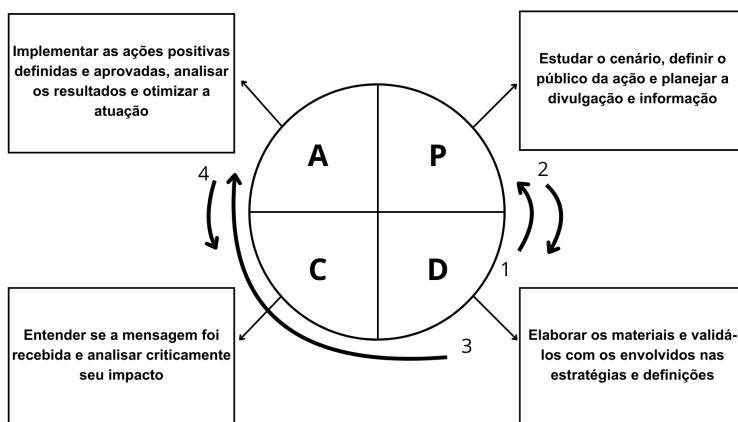 Implementar as ações positivas
definidas e aprovadas, analisar
os resultados e otimizar a
atuação
Estudar o cenário, definir o
público da ação e planejar a
divulgação e informação
A
P
4
2
C
D
1
3
Entender se a mensagem foi
recebida e analisar criticamente
seu impacto
Elaborar os materiais e validá-
los com os envolvidos nas
estratégias e definições